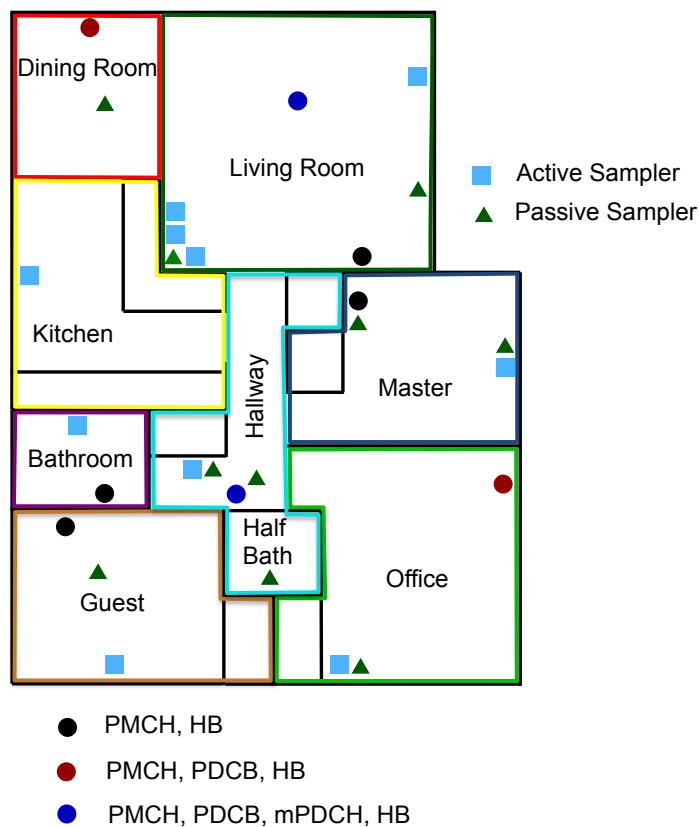 Dining Room
Living Room
Active Sampler
Passive Sampler
Kitchen
Hallway
Master
Bathroom
Half
Bath
Office
Guest
PMCH, HB
PMCH, PDCB, HB
PMCH, PDCB, mPDCH, HB